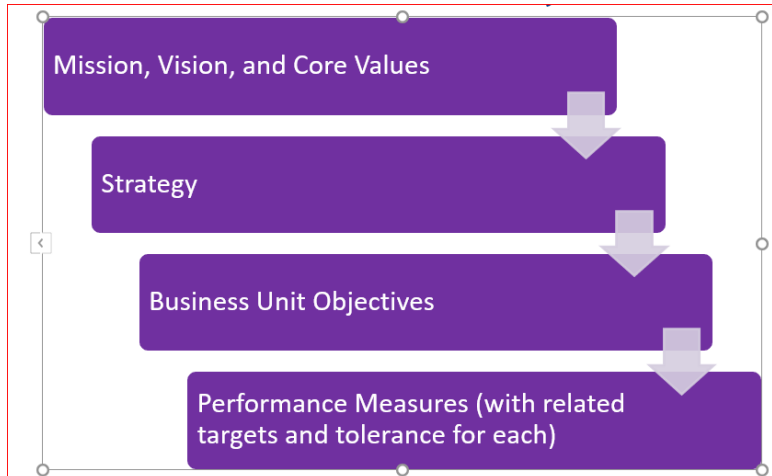 Mission, Vision, and Core Values
Strategy
Business Unit Objectives
Performance Measures (with related
targets and tolerance for each)